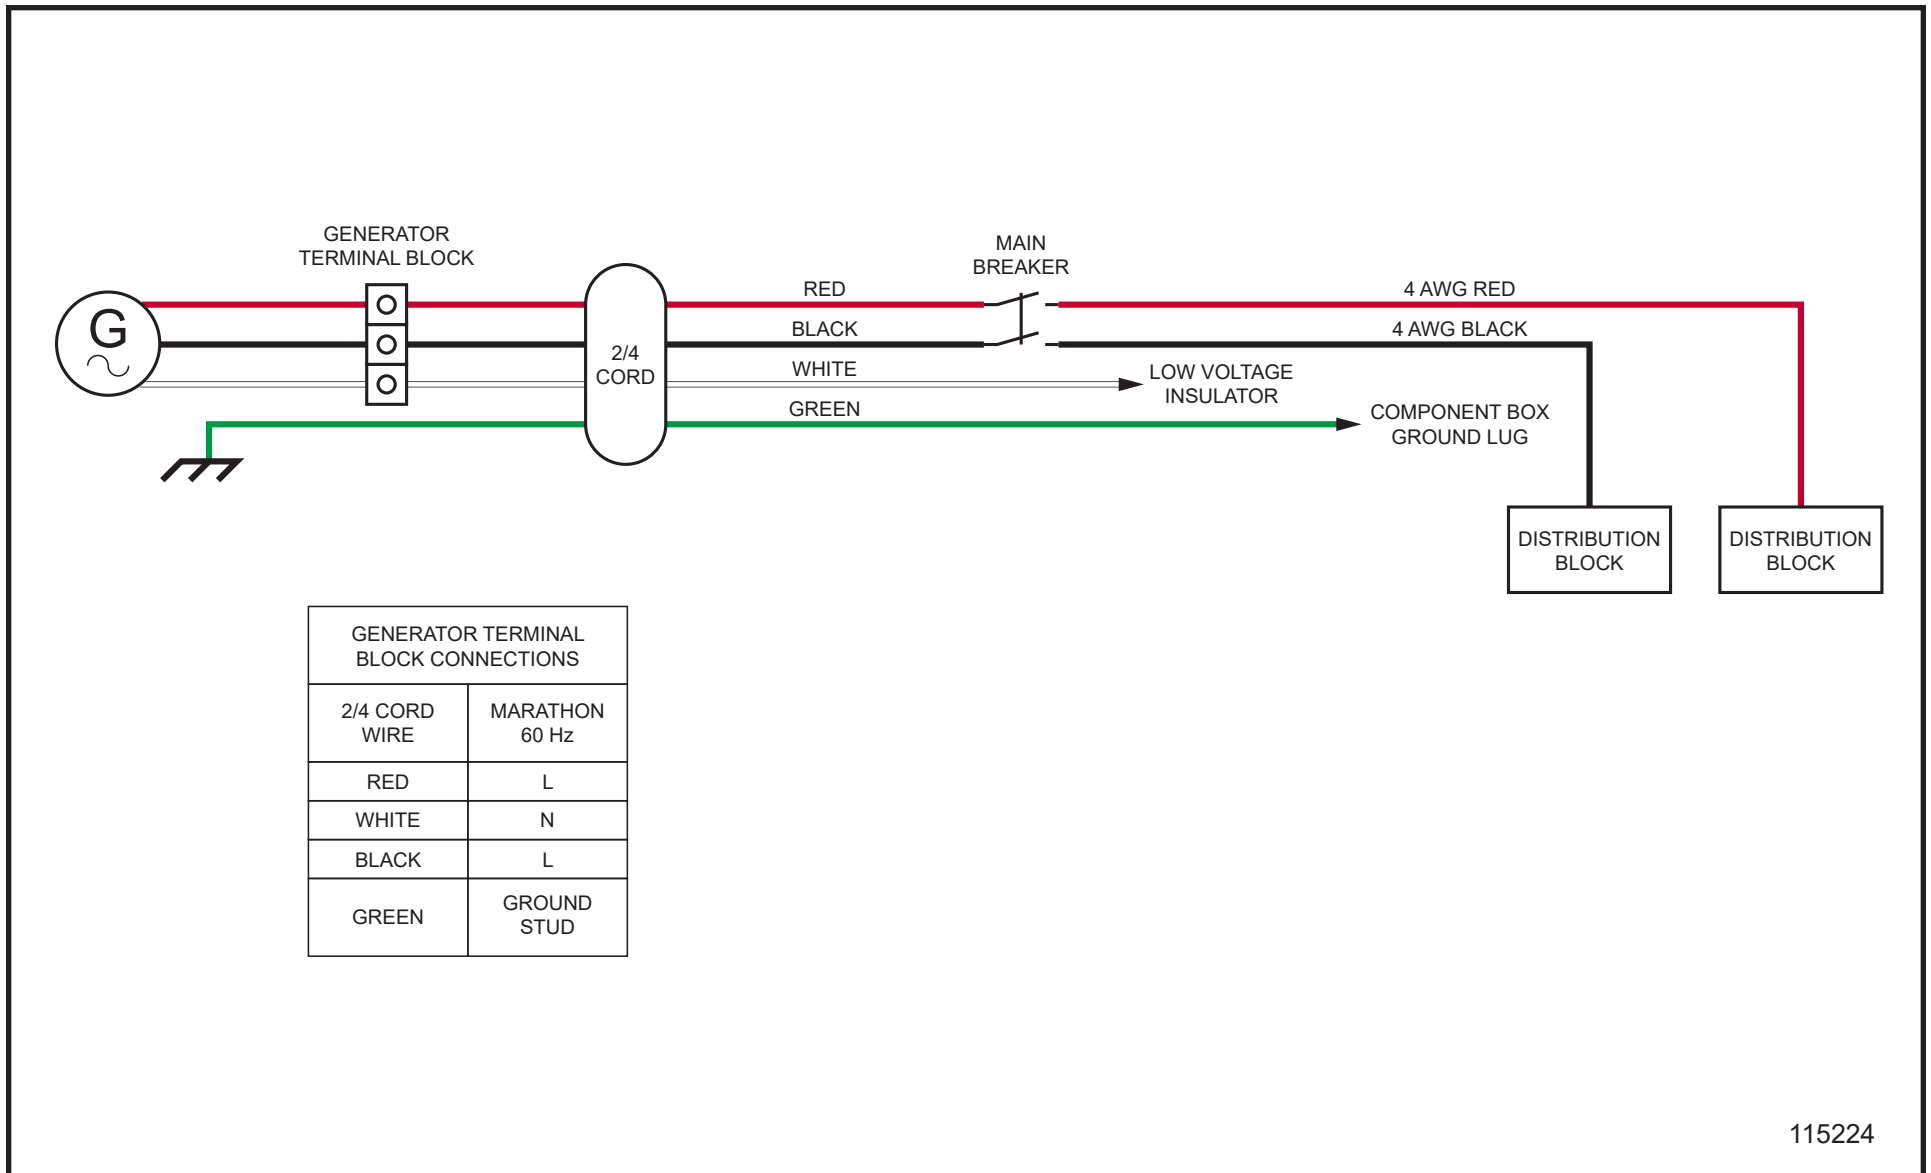 GENERATOR
TERMINAL BLOCK
MAIN
BREAKER
RED
4 AWG RED
G
BLACK
4 AWG BLACK
2/4
CORD
WHITE
LOW VOLTAGE
INSULATOR
GREEN
COMPONENT BOX
GROUND LUG
DISTRIBUTION
BLOCK
DISTRIBUTION
BLOCK
GENERATOR TERMINAL
BLOCK CONNECTIONS
2/4 CORD
WIRE
MARATHON
60 Hz
RED
L
WHITE
N
BLACK
L
GREEN
GROUND
STUD
115224